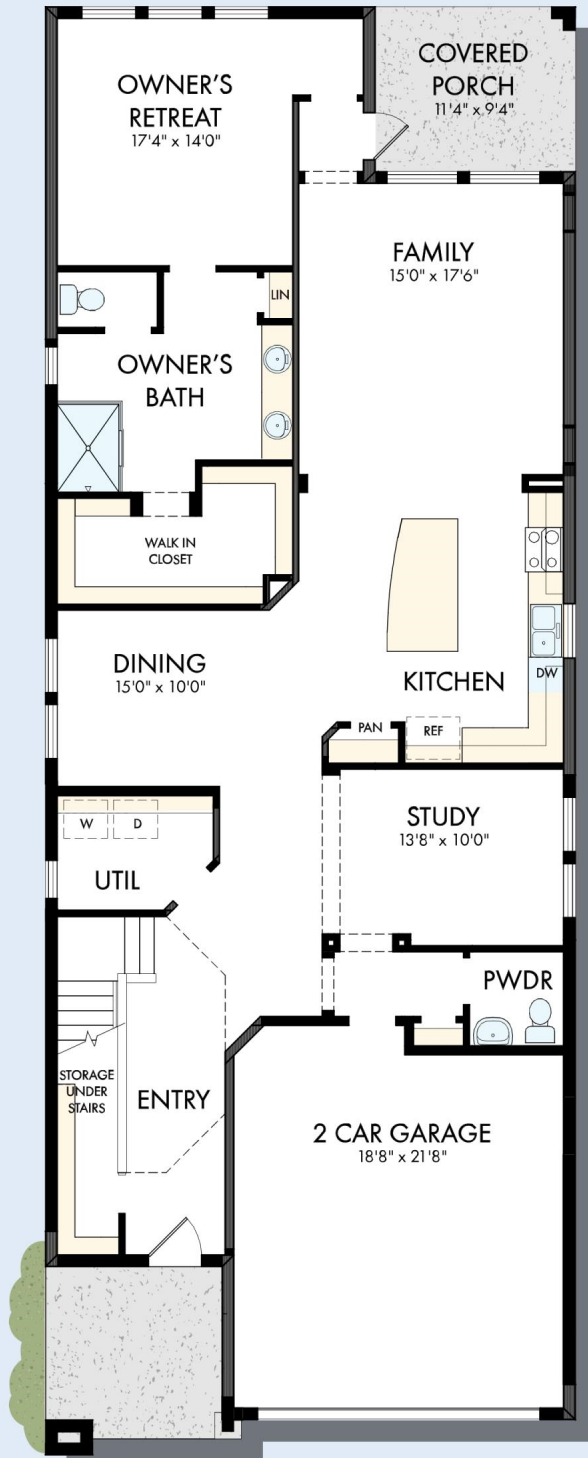 OWNER'S
RETREAT
17'4" x 14'0"
COVERED
PORCH
11'4" x 9'4"
FAMILY
15'0" x 17'6"
LIN
OWNER'S
BATH
WALK IN
CLOSET
DINING
15'0" x 10'0"
KITCHEN
DW
PAN
REF
STUDY
13'8" x 10'0"
W
D
UTIL
PWDR
STORAGE
UNDER
STAIRS
ENTRY
2 CAR GARAGE
18'8" x 21'8"